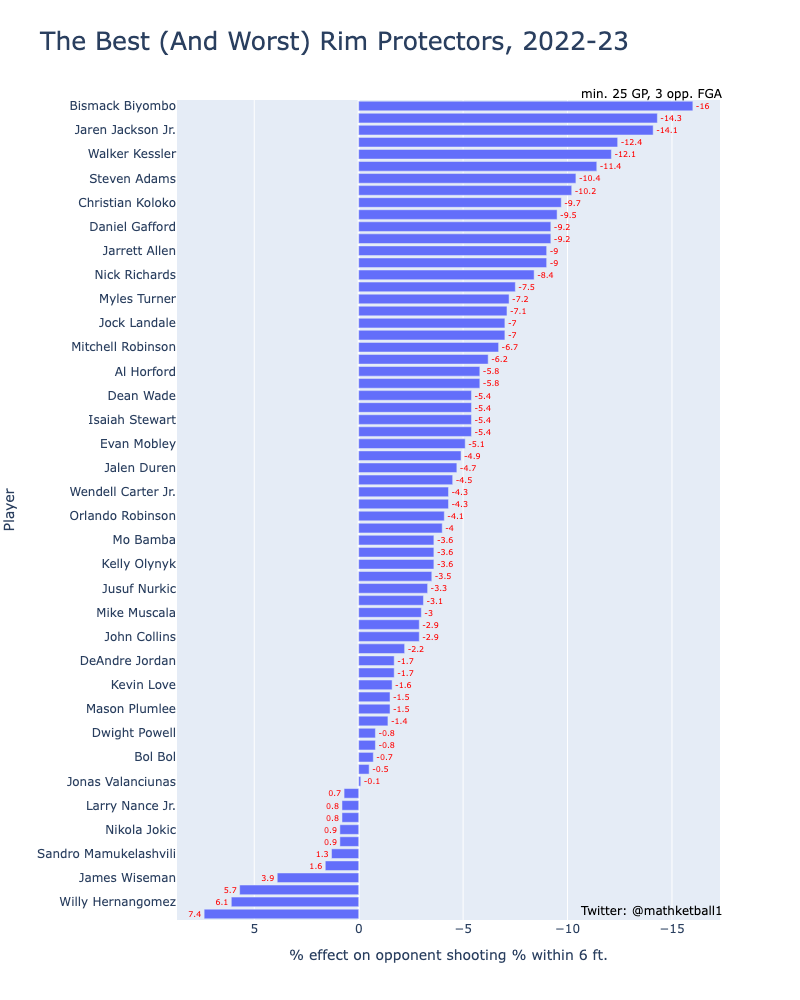 The Best (And Worst) Rim Protectors, 2022-23
min. 25 GP, 3 opp. FGA
Bismack Biyombo −16
−14.3
Jaren Jackson Jr. −14.1
−12.4
Walker Kessler −12.1
−11.4
Steven Adams −10.4
−10.2
Christian Koloko −9.7
−9.5
Daniel Gafford −9.2
−9.2
Jarrett Allen −9
−9
Nick Richards −8.4
−7.5
Myles Turner −7.2
−7.1
Jock Landale −7
−7
Mitchell Robinson −6.7
−6.2
Al Horford −5.8
−5.8
Dean Wade −5.4
−5.4
Isaiah Stewart −5.4
−5.4
Evan Mobley −5.1
−4.9
Jalen Duren −4.7
−4.5
Wendell Carter Jr. −4.3
−4.3
Orlando Robinson −4.1
−4
Mo Bamba −3.6
−3.6
Kelly Olynyk −3.6
−3.5
Jusuf Nurkic −3.3
−3.1
Mike Muscala −3
−2.9
John Collins −2.9
−2.2
DeAndre Jordan −1.7
−1.7
Kevin Love −1.6
−1.5
Mason Plumlee −1.5
−1.4
Dwight Powell −0.8
−0.8
Bol Bol −0.7
−0.5
Jonas Valanciunas −0.1
0.7
Larry Nance Jr. 0.8
0.8
Nikola Jokic 0.9
0.9
Sandro Mamukelashvili 1.3
1.6
James Wiseman 3.9
5.7
Willy Hernangomez 6.1
7.4
Twitter: @mathketball1
5 0 −5 −10 −15
% effect on opponent shooting % within 6 ft.
Player